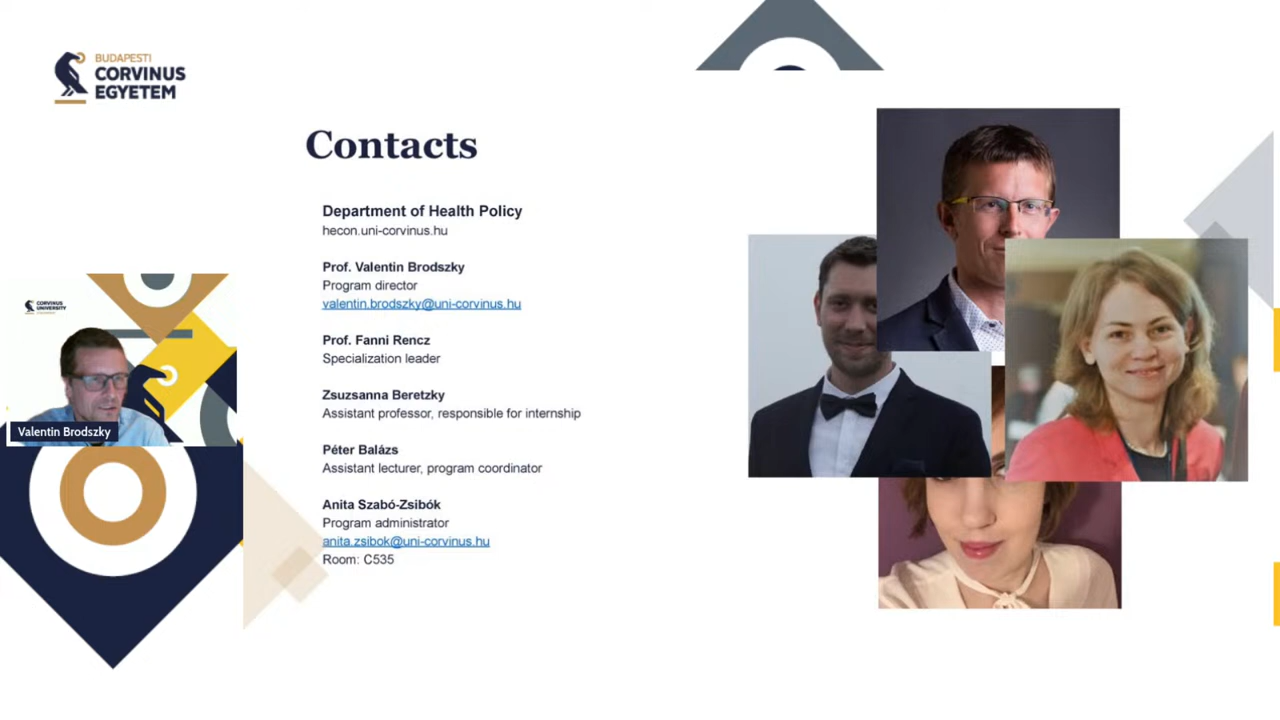 BUDAPESTI
CORVINUS
EGYETEM
Contacts
Department of Health Policy
hecon.uni-corvinus.hu
Prof. Valentin Brodszky
Program director
valentin.brodszky@uni-corvinus.hu
Prof. Fanni Rencz
Specialization leader
Zsuzsanna Beretzky
Assistant professor, responsible for internship
Péter Balázs
Assistant lecturer, program coordinator
Anita Szabó-Zsibók
Program administrator
anita.zsibok@uni-corvinus.hu
Room: C535
CORVINUS
UNIVERSITY
Valentin Brodszky